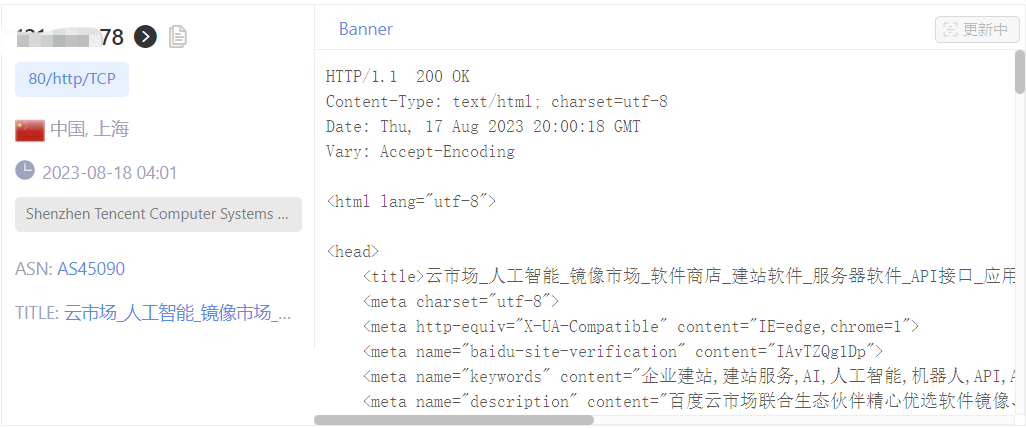 78
80/http/TCP
中国, 上海
2023-08-18 04:01
Shenzhen Tencent Computer Systems ...
ASN: AS45090
TITLE: 云市场_人工智能_镜像市场_...
Banner
更新中
HTTP/1.1  200 OK
Content-Type: text/html; charset=utf-8
Date: Thu, 17 Aug 2023 20:00:18 GMT
Vary: Accept-Encoding
<html lang="utf-8">
<head>
<title>云市场_人工智能_镜像市场_软件商店_建站软件_服务器软件_API接口_应用
<meta charset="utf-8">
<meta http-equiv="X-UA-Compatible" content="IE=edge,chrome=1">
<meta name="baidu-site-verification" content="IAvTZQg1Dp">
<meta name="keywords" content="企业建站,建站服务,AI,人工智能,机器人,API,A
<meta name="description" content="百度云市场联合生态伙伴精心优选软件镜像、